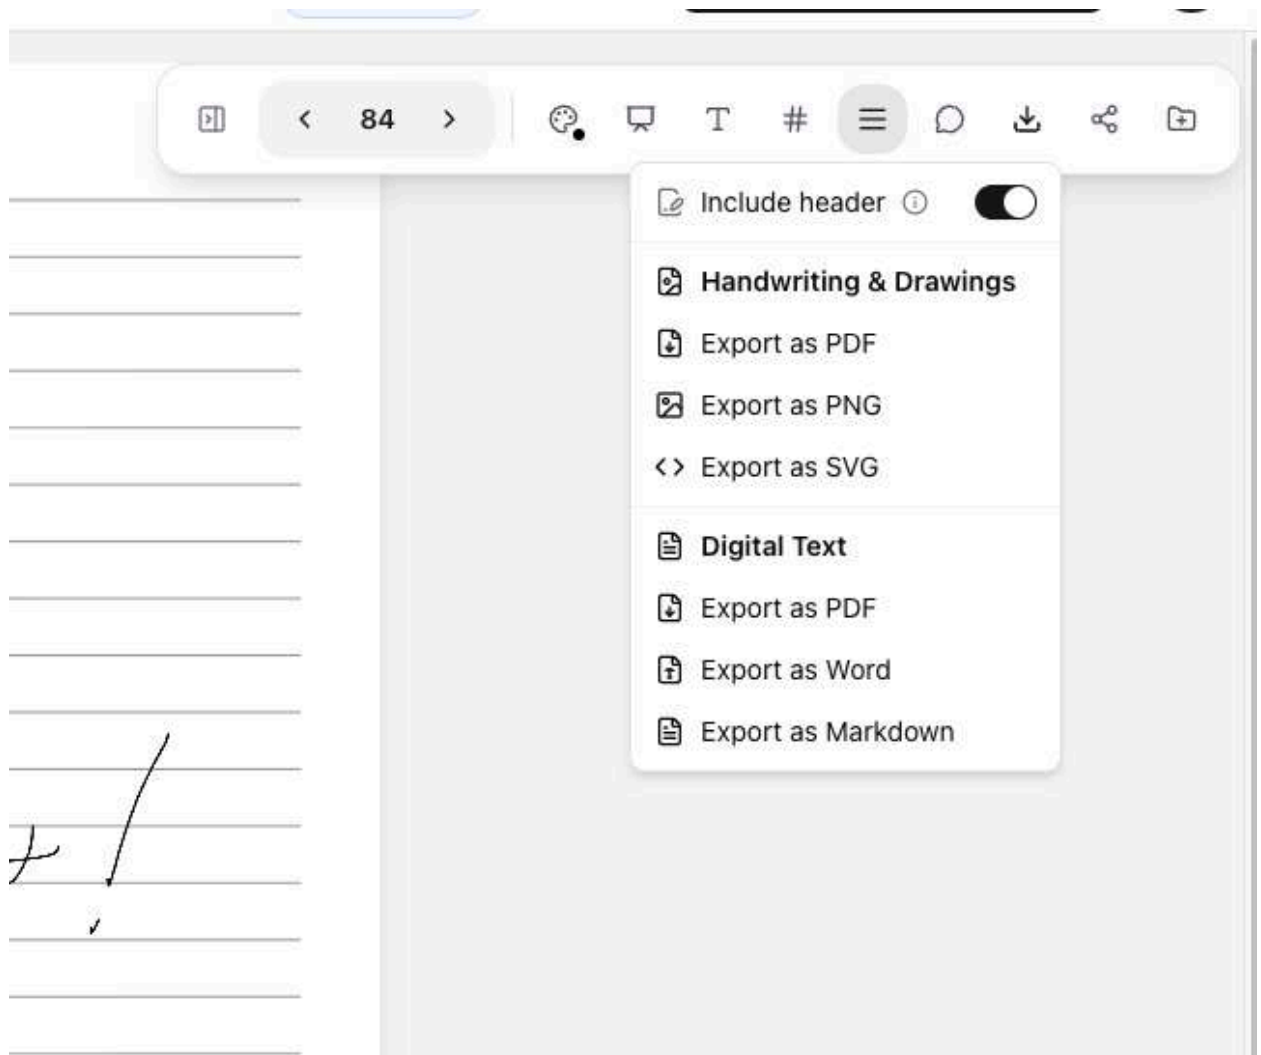 84
Include header
Handwriting & Drawings
Export as PDF
Export as PNG
Export as SVG
Digital Text
Export as PDF
Export as Word
Export as Markdown